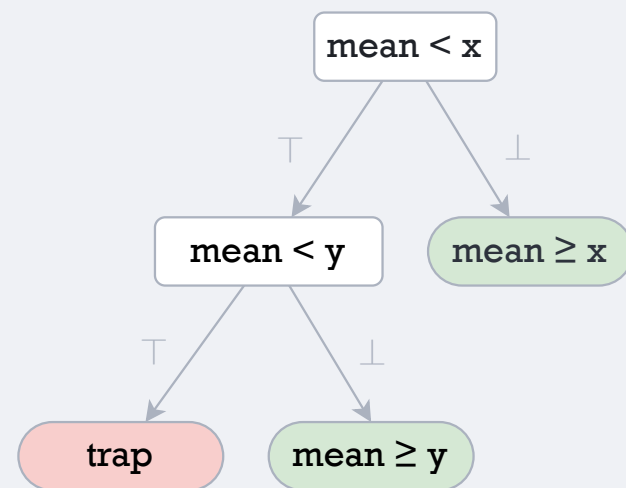 mean < x
⊤
⊥
mean < y
mean ≥ x
⊤
⊥
trap
mean ≥ y